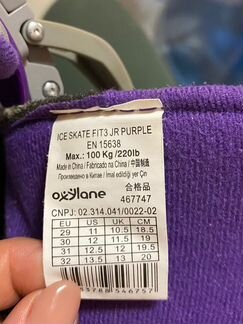 ICE SKATE FIT3 JR PURPLE
EN 15638
Max.: 100 Kg /220lb
Made in China / Fabricado na China / 中国制造
Произведено в Китае / Imal edildiği yer Çin
合格品
oxylane 467747
CNPJ: 02.314.041/0022-02
EU US UK CM
29 11 10.5 18.5
30 12 11.5 19
31 12.5 12 19.5
32 13.5 13 20